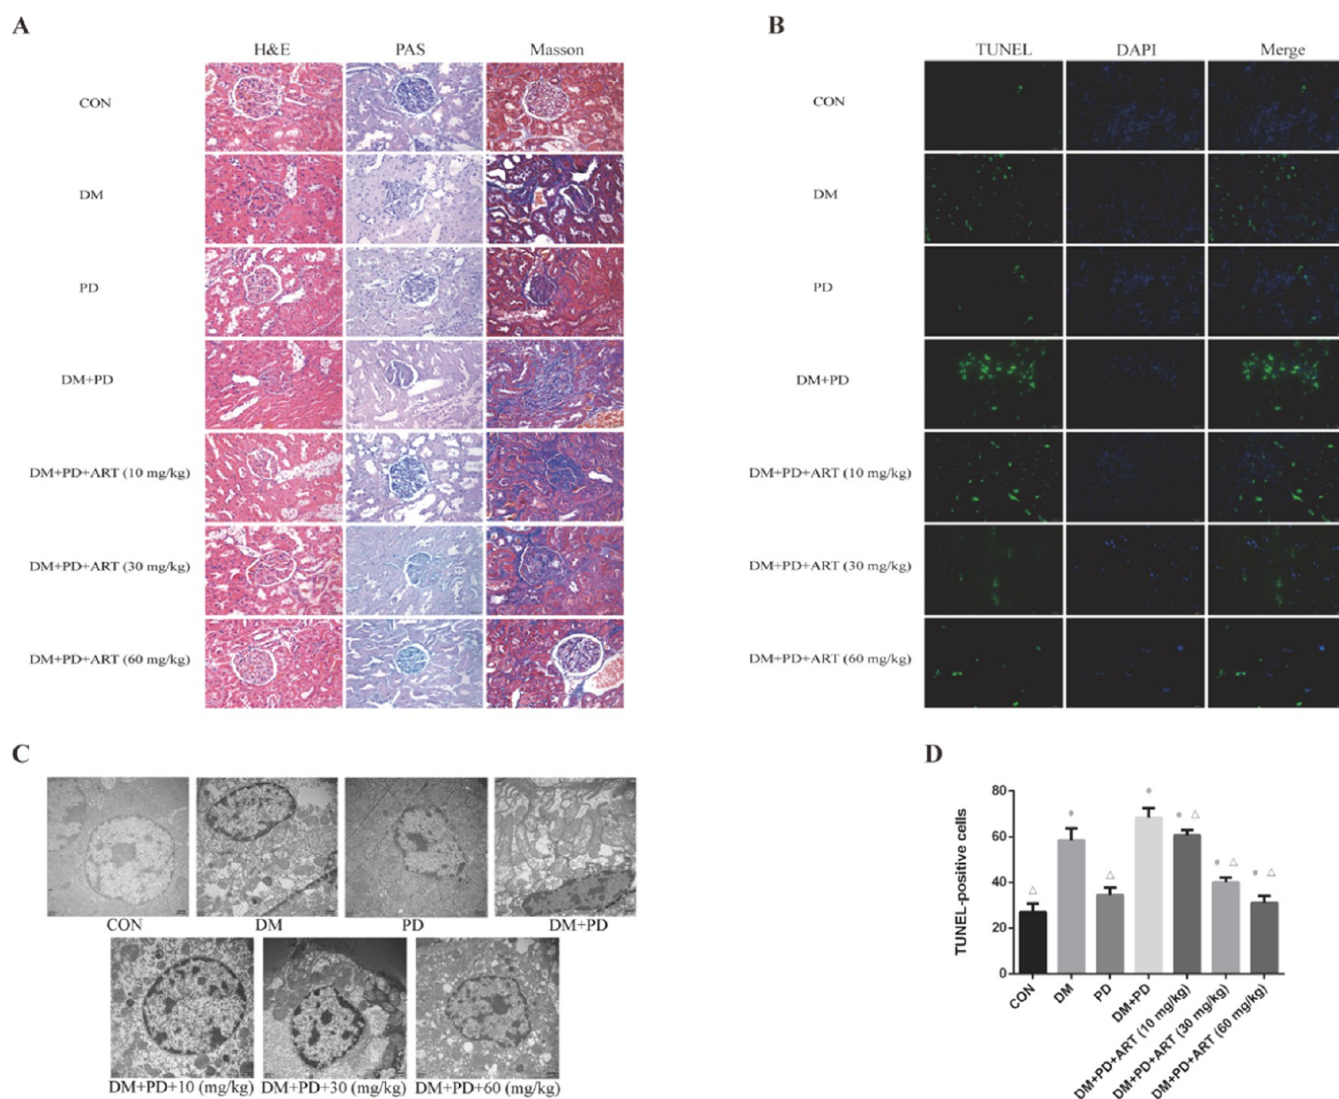 A
H&E PAS Masson
CON
DM
PD
DM+PD
DM+PD+ART (10 mg/kg)
DM+PD+ART (30 mg/kg)
DM+PD+ART (60 mg/kg)
B
TUNEL DAPI Merge
CON
DM
PD
DM+PD
DM+PD+ART (10 mg/kg)
DM+PD+ART (30 mg/kg)
DM+PD+ART (60 mg/kg)
C
CON DM PD DM+PD
DM+PD+10 (mg/kg) DM+PD+30 (mg/kg) DM+PD+60 (mg/kg)
D
TUNEL-positive cells
80
60
40
20
0
* * * * *
△ △ △ △ △
CON
DM
PD
DM+PD
DM+PD+ART (10 mg/kg)
DM+PD+ART (30 mg/kg)
DM+PD+ART (60 mg/kg)